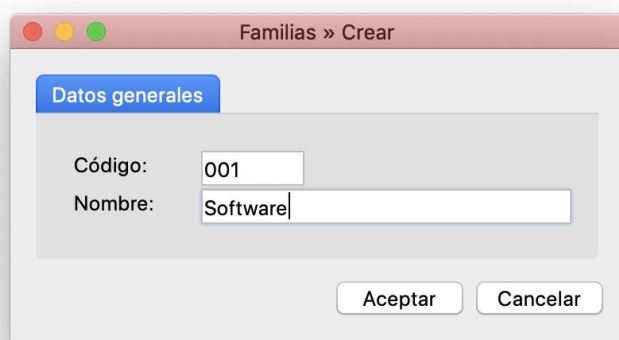 Familias » Crear
Datos generales
Código: 001
Nombre: Software
Aceptar Cancelar